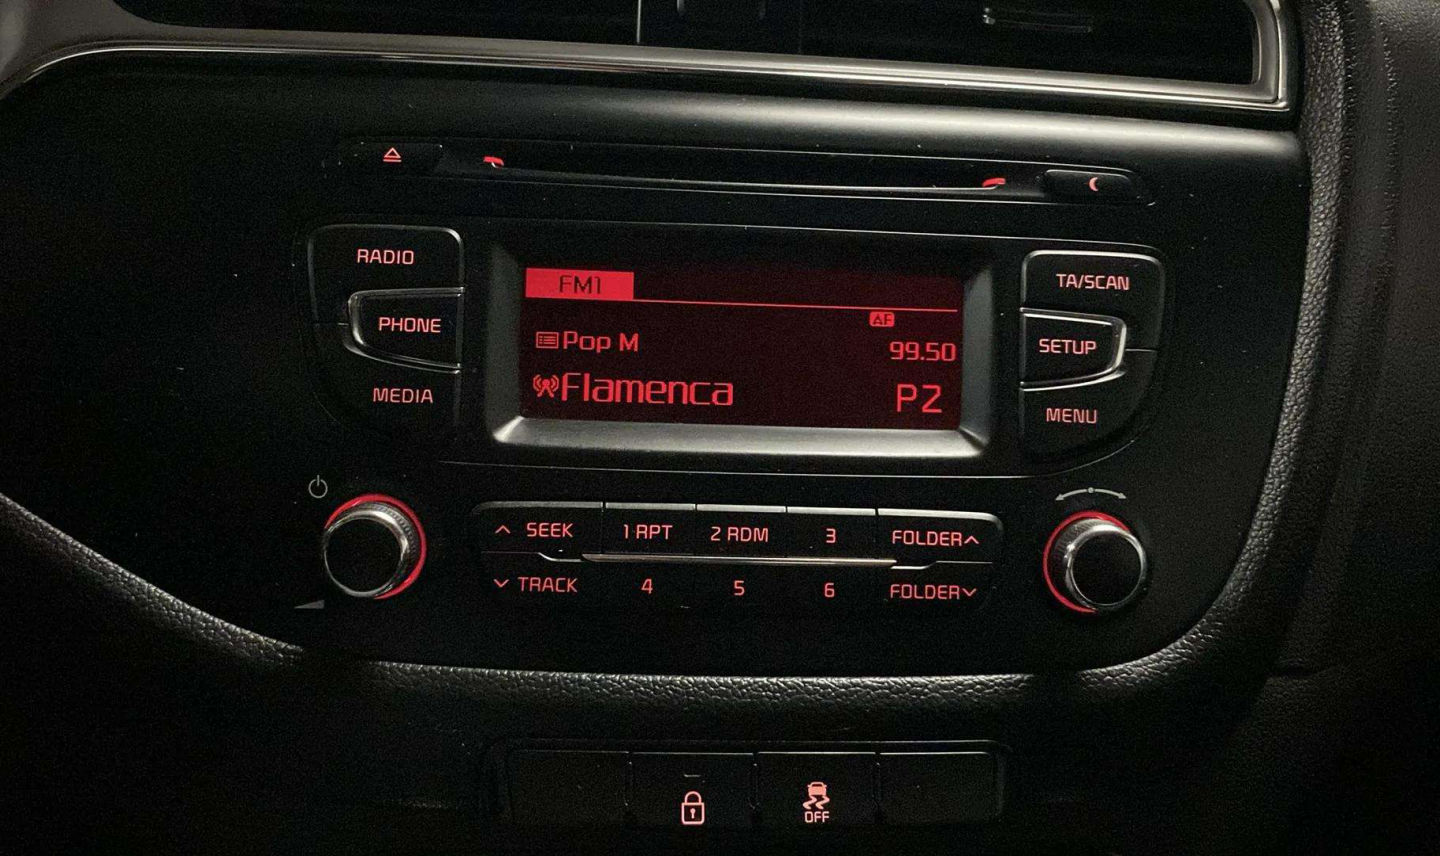 RADIO
PHONE
MEDIA
FM1
AF
Pop M
99.50
Flamenca
P2
TA/SCAN
SETUP
MENU
SEEK
1 RPT
2 RDM
3
FOLDER
TRACK
4
5
6
FOLDER
OFF